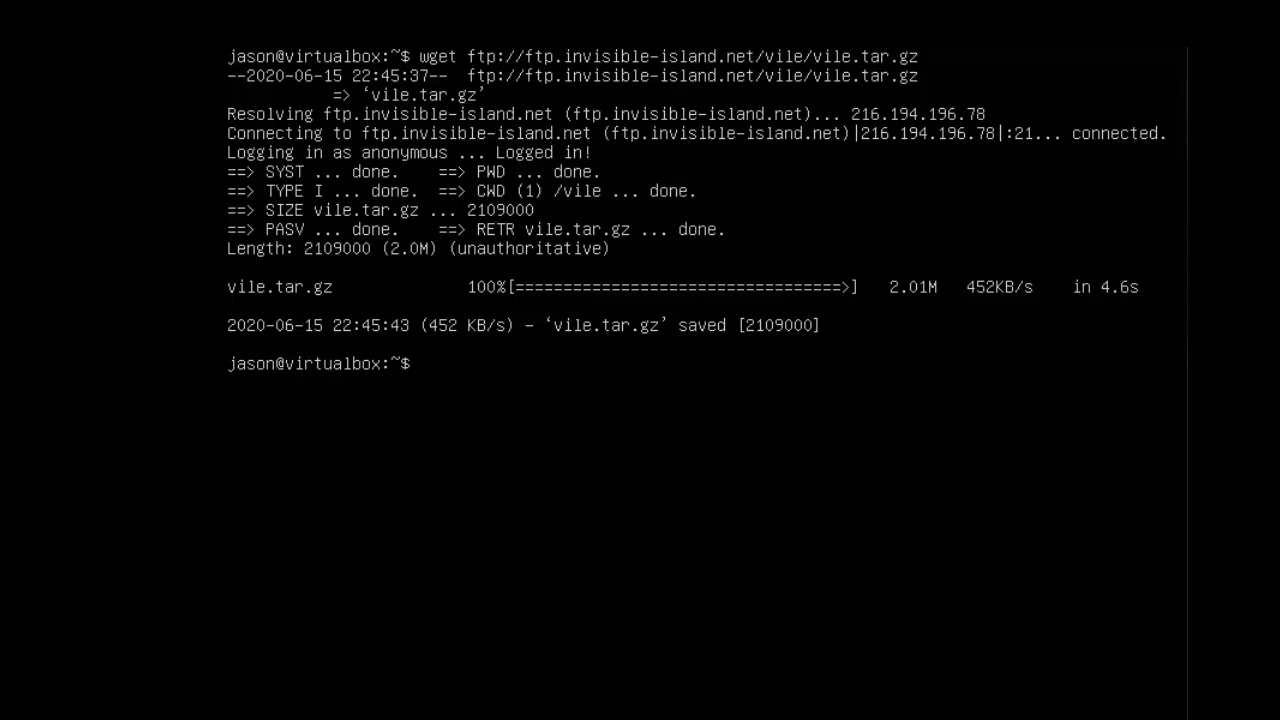 jason@virtualbox:~$ wget ftp://ftp.invisible-island.net/vile/vile.tar.gz
--2020-06-15 22:45:37--  ftp://ftp.invisible-island.net/vile/vile.tar.gz
           => ‘vile.tar.gz’
Resolving ftp.invisible-island.net (ftp.invisible-island.net)... 216.194.196.78
Connecting to ftp.invisible-island.net (ftp.invisible-island.net)|216.194.196.78|:21... connected.
Logging in as anonymous ... Logged in!
==> SYST ... done.    ==> PWD ... done.
==> TYPE I ... done.  ==> CWD (1) /vile ... done.
==> SIZE vile.tar.gz ... 2109000
==> PASV ... done.    ==> RETR vile.tar.gz ... done.
Length: 2109000 (2.0M) (unauthoritative)
vile.tar.gz              100%[==================================>]   2.01M   452KB/s    in 4.6s
2020-06-15 22:45:43 (452 KB/s) - ‘vile.tar.gz’ saved [2109000]
jason@virtualbox:~$